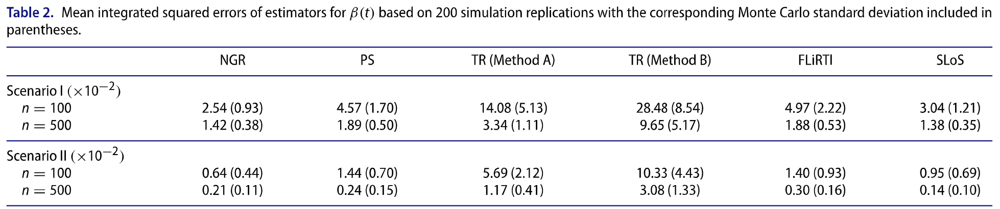 Table 2. Mean integrated squared errors of estimators for β(t) based on 200 simulation replications with the corresponding Monte Carlo standard deviation included in
parentheses.
NGR PS TR (Method A) TR (Method B) FLiRTI SLoS
Scenario I (×10−2)
n = 100 2.54 (0.93) 4.57 (1.70) 14.08 (5.13) 28.48 (8.54) 4.97 (2.22) 3.04 (1.21)
n = 500 1.42 (0.38) 1.89 (0.50) 3.34 (1.11) 9.65 (5.17) 1.88 (0.53) 1.38 (0.35)
Scenario II (×10−2)
n = 100 0.64 (0.44) 1.44 (0.70) 5.69 (2.12) 10.33 (4.43) 1.40 (0.93) 0.95 (0.69)
n = 500 0.21 (0.11) 0.24 (0.15) 1.17 (0.41) 3.08 (1.33) 0.30 (0.16) 0.14 (0.10)